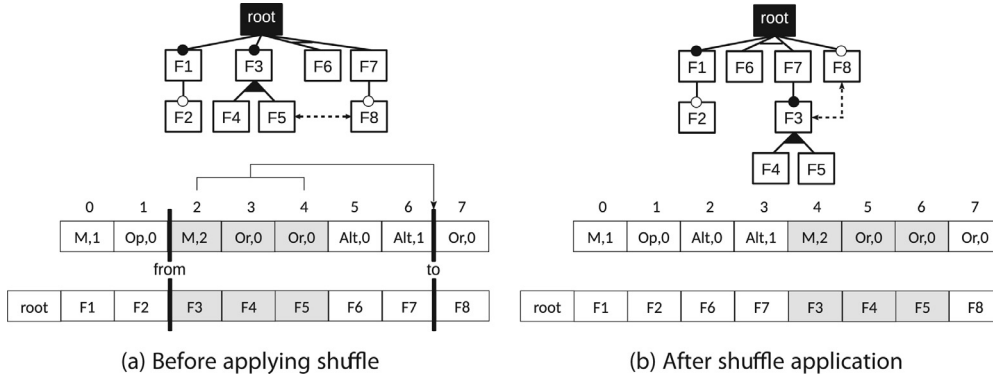 root
F1 F3 F6 F7
F2 F4 F5 F8
0 1 2 3 4 5 6 7
M,1 Op,0 M,2 Or,0 Or,0 Alt,0 Alt,1 Or,0
from to
root F1 F2 F3 F4 F5 F6 F7 F8
(a) Before applying shuffle
root
F1 F6 F7 F8
F2 F3
F4 F5
0 1 2 3 4 5 6 7
M,1 Op,0 Alt,0 Alt,1 M,2 Or,0 Or,0 Or,0
root F1 F2 F6 F7 F3 F4 F5 F8
(b) After shuffle application